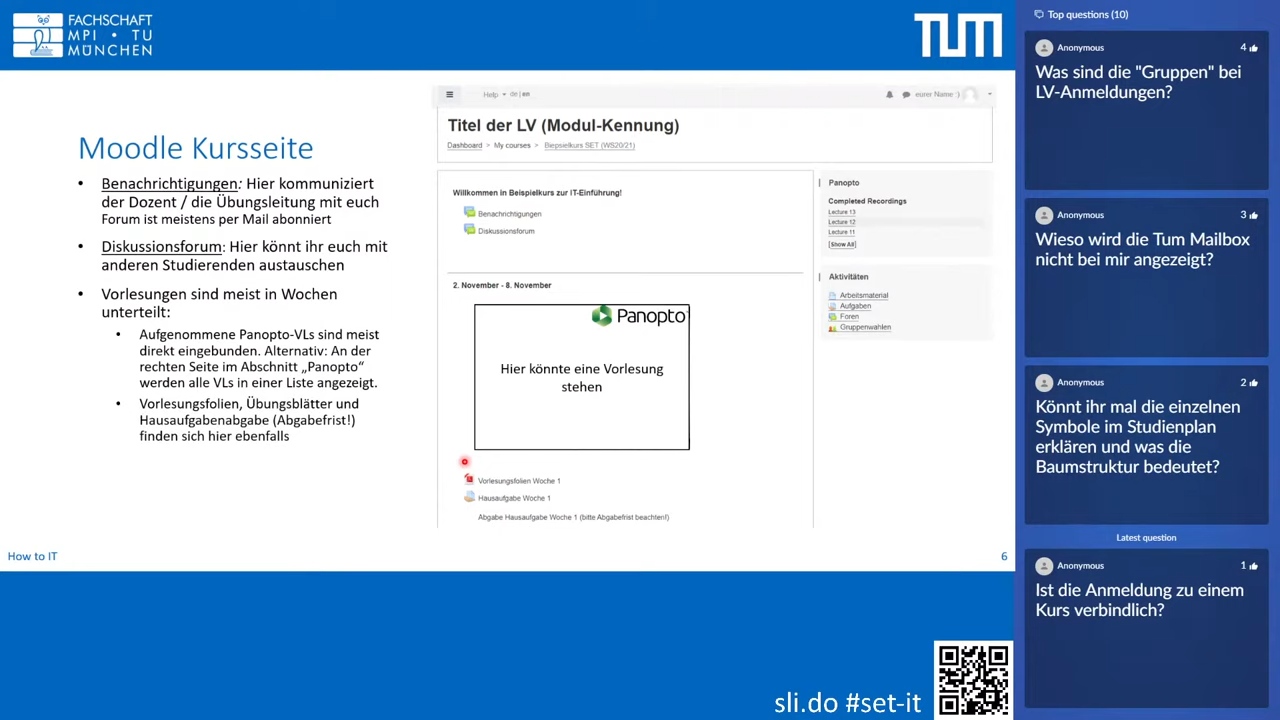 FACHSCHAFT
MPI • TU
MÜNCHEN
TUM
Moodle Kursseite
• Benachrichtigungen: Hier kommuniziert
der Dozent / die Übungsleitung mit euch
Forum ist meistens per Mail abonniert
• Diskussionsforum: Hier könnt ihr euch mit
anderen Studierenden austauschen
• Vorlesungen sind meist in Wochen
unterteilt:
• Aufgenommene Panopto-VLs sind meist
direkt eingebunden. Alternativ: An der
rechten Seite im Abschnitt „Panopto“
werden alle VLs in einer Liste angezeigt.
• Vorlesungsfolien, Übungsblätter und
Hausaufgabenabgabe (Abgabefrist!)
finden sich hier ebenfalls
Help de | en
eurer Name :)
Titel der LV (Modul-Kennung)
Dashboard > My courses > Biepsielkurs SET (WS20/21)
Willkommen in Beispielkurs zur IT-Einführung!
Benachrichtigungen
Diskussionsforum
2. November - 8. November
Panopto
Hier könnte eine Vorlesung
stehen
Vorlesungsfolien Woche 1
Hausaufgabe Woche 1
Abgabe Hausaufgabe Woche 1 (bitte Abgabefrist beachten!)
Panopto
Completed Recordings
Lecture 13
Lecture 12
Lecture 11
[Show All]
Aktivitäten
Arbeitsmaterial
Aufgaben
Foren
Gruppenwahlen
How to IT
6
sli.do #set-it
Top questions (10)
Anonymous 4
Was sind die "Gruppen" bei
LV-Anmeldungen?
Anonymous 3
Wieso wird die Tum Mailbox
nicht bei mir angezeigt?
Anonymous 2
Könnt ihr mal die einzelnen
Symbole im Studienplan
erklären und was die
Baumstruktur bedeutet?
Latest question
Anonymous 1
Ist die Anmeldung zu einem
Kurs verbindlich?